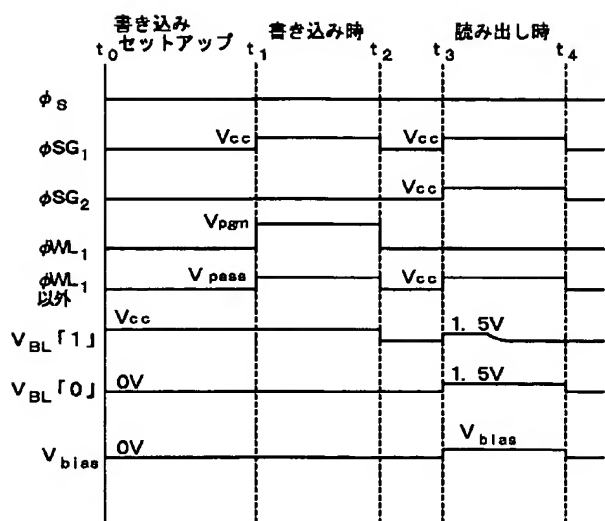 書き込み
セットアップ 書き込み時 読み出し時
t0 t1 t2 t3 t4
φS
φSG1 Vcc Vcc
φSG2 Vcc
φWL1 Vpgm
φWL1 Vpass Vcc
以外
VBL「1」 Vcc 1.5V
VBL「0」 0V 1.5V
Vbias 0V Vbias